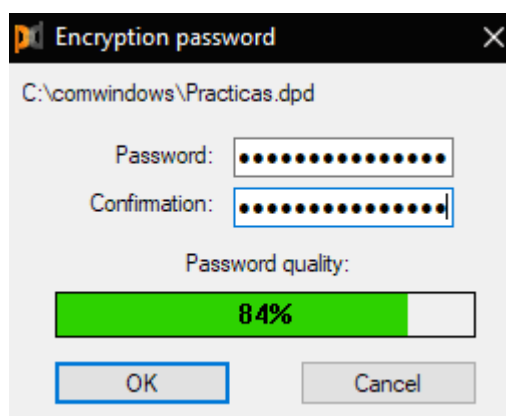 Encryption password
C:\comwindows\Practicas.dpd
Password: ●●●●●●●●●●●●●●●
Confirmation: ●●●●●●●●●●●●●●●
Password quality:
84%
OK Cancel